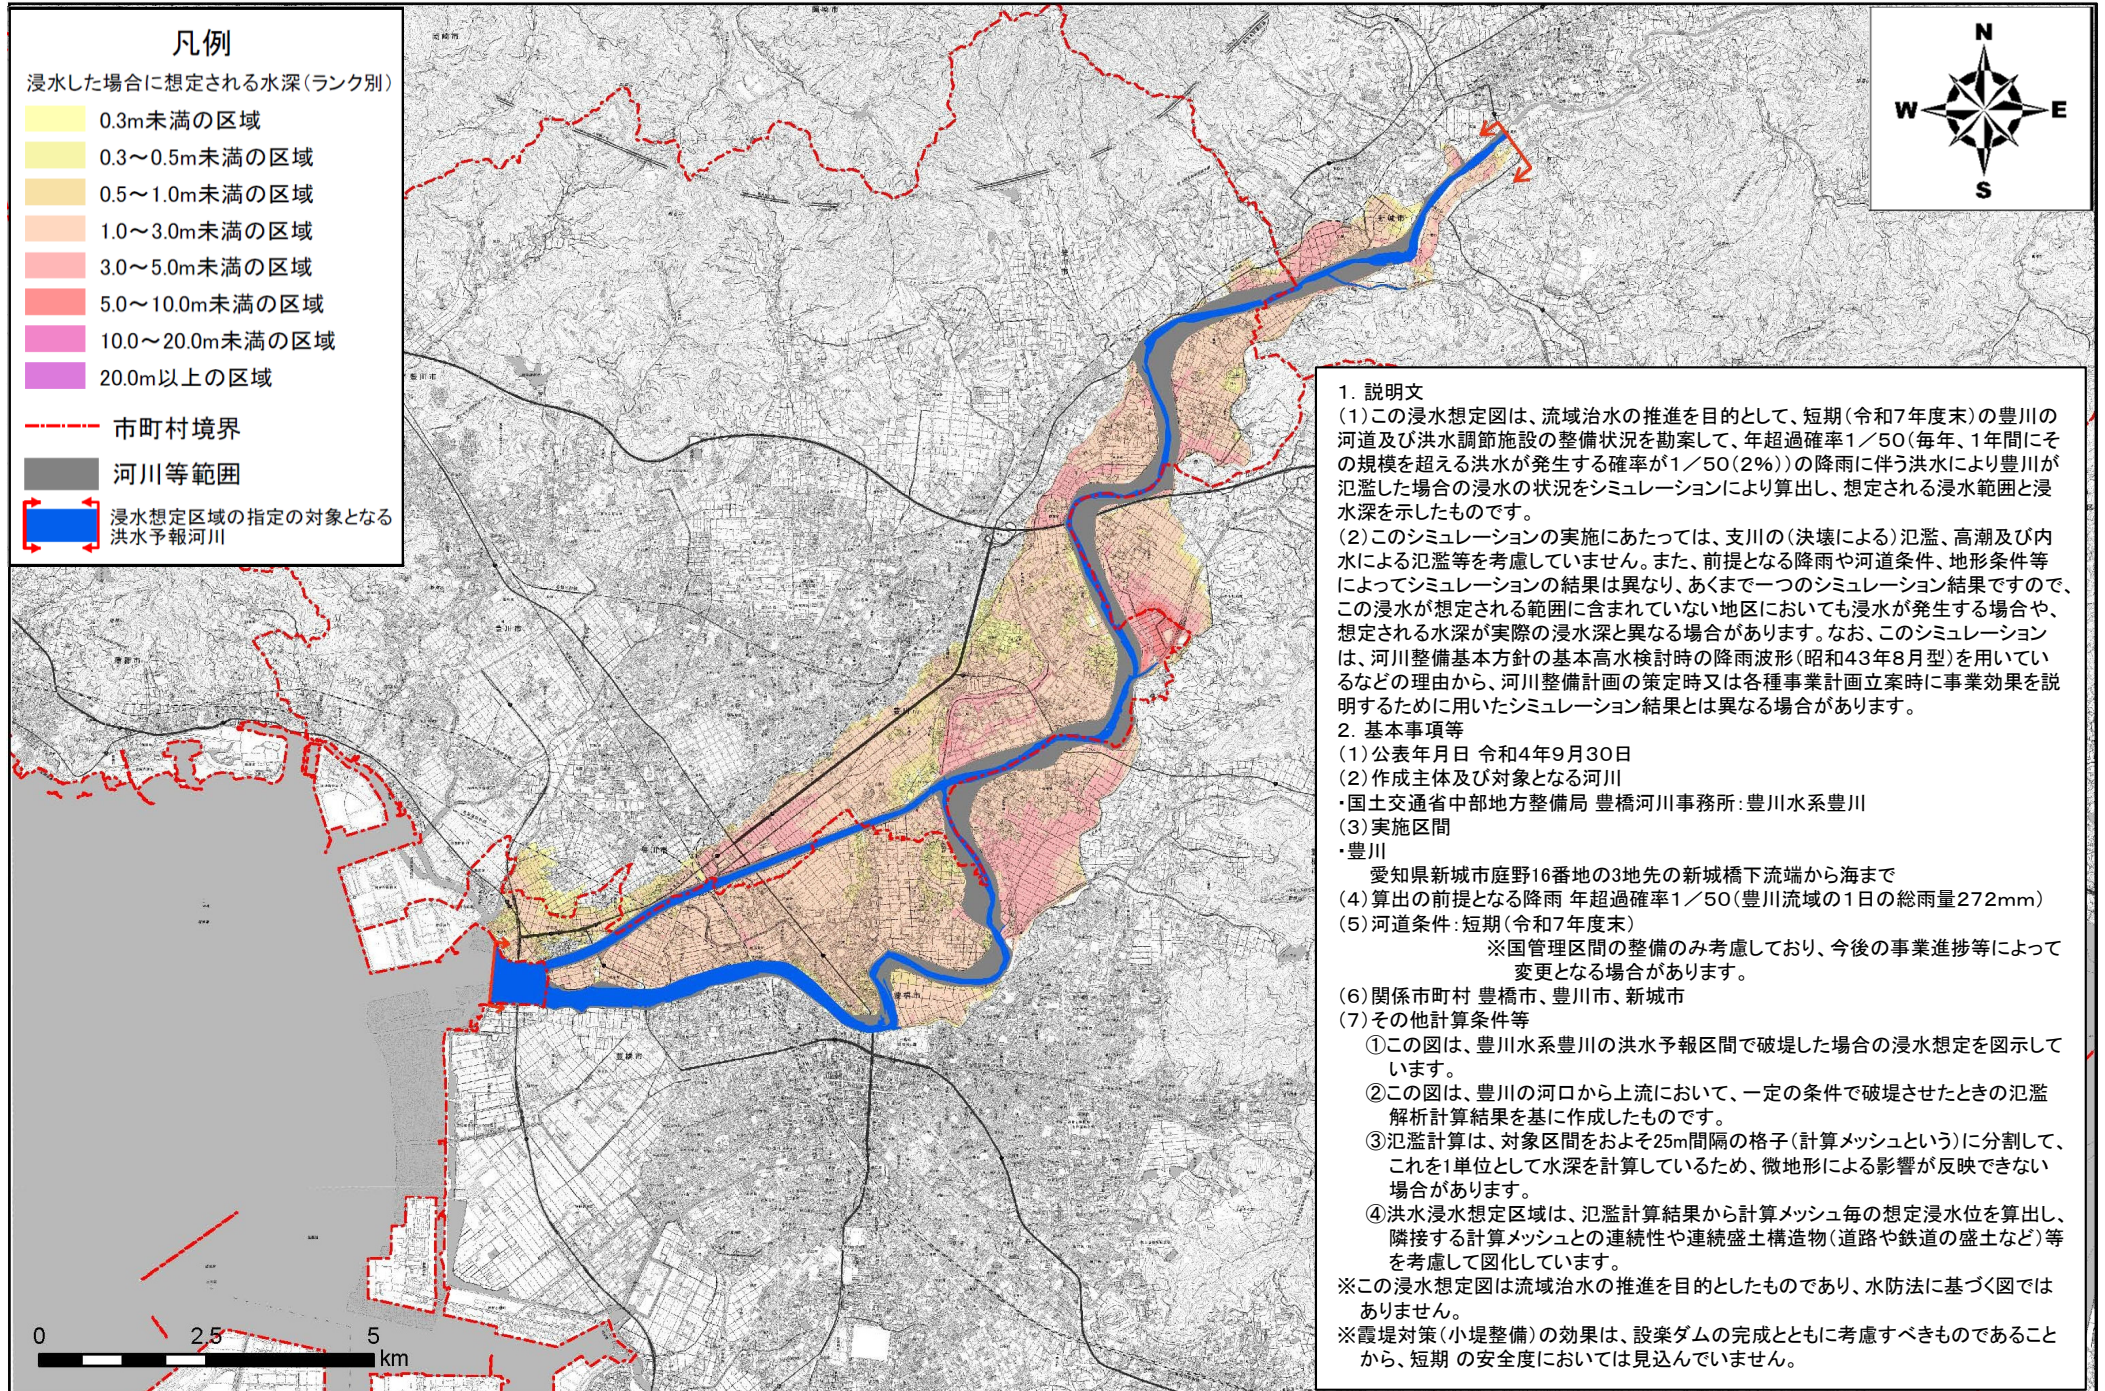 凡例
浸水した場合に想定される水深(ランク別)
0.3m未満の区域
0.3～0.5m未満の区域
0.5～1.0m未満の区域
1.0～3.0m未満の区域
3.0～5.0m未満の区域
5.0～10.0m未満の区域
10.0～20.0m未満の区域
20.0m以上の区域
市町村境界
河川等範囲
浸水想定区域の指定の対象となる
洪水予報河川
N
W
E
S
岡崎市
新城市
豊川市
豊川市
豊川市
豊川市
蒲郡市
豊橋市
豊橋市
1. 説明文
(1)この浸水想定図は、流域治水の推進を目的として、短期(令和7年度末)の豊川の
河道及び洪水調節施設の整備状況を勘案して、年超過確率1／50(毎年、1年間にそ
の規模を超える洪水が発生する確率が1／50(2%))の降雨に伴う洪水により豊川が
氾濫した場合の浸水の状況をシミュレーションにより算出し、想定される浸水範囲と浸
水深を示したものです。
(2)このシミュレーションの実施にあたっては、支川の(決壊による)氾濫、高潮及び内
水による氾濫等を考慮していません。また、前提となる降雨や河道条件、地形条件等
によってシミュレーションの結果は異なり、あくまで一つのシミュレーション結果ですので、
この浸水が想定される範囲に含まれていない地区においても浸水が発生する場合や、
想定される水深が実際の浸水深と異なる場合があります。なお、このシミュレーション
は、河川整備基本方針の基本高水検討時の降雨波形(昭和43年8月型)を用いてい
るなどの理由から、河川整備計画の策定時又は各種事業計画立案時に事業効果を説
明するために用いたシミュレーション結果とは異なる場合があります。
2. 基本事項等
(1)公表年月日 令和4年9月30日
(2)作成主体及び対象となる河川
・国土交通省中部地方整備局 豊橋河川事務所:豊川水系豊川
(3)実施区間
・豊川
愛知県新城市庭野16番地の3地先の新城橋下流端から海まで
(4)算出の前提となる降雨 年超過確率1／50(豊川流域の1日の総雨量272mm)
(5)河道条件:短期(令和7年度末)
※国管理区間の整備のみ考慮しており、今後の事業進捗等によって
変更となる場合があります。
(6)関係市町村 豊橋市、豊川市、新城市
(7)その他計算条件等
①この図は、豊川水系豊川の洪水予報区間で破堤した場合の浸水想定を図示して
います。
②この図は、豊川の河口から上流において、一定の条件で破堤させたときの氾濫
解析計算結果を基に作成したものです。
③氾濫計算は、対象区間をおよそ25m間隔の格子(計算メッシュという)に分割して、
これを1単位として水深を計算しているため、微地形による影響が反映できない
場合があります。
④洪水浸水想定区域は、氾濫計算結果から計算メッシュ毎の想定浸水位を算出し、
隣接する計算メッシュとの連続性や連続盛土構造物(道路や鉄道の盛土など)等
を考慮して図化しています。
※この浸水想定図は流域治水の推進を目的としたものであり、水防法に基づく図では
ありません。
※霞堤対策(小堤整備)の効果は、設楽ダムの完成とともに考慮すべきものであること
から、短期 の安全度においては見込んでいません。
0 2.5 5
km